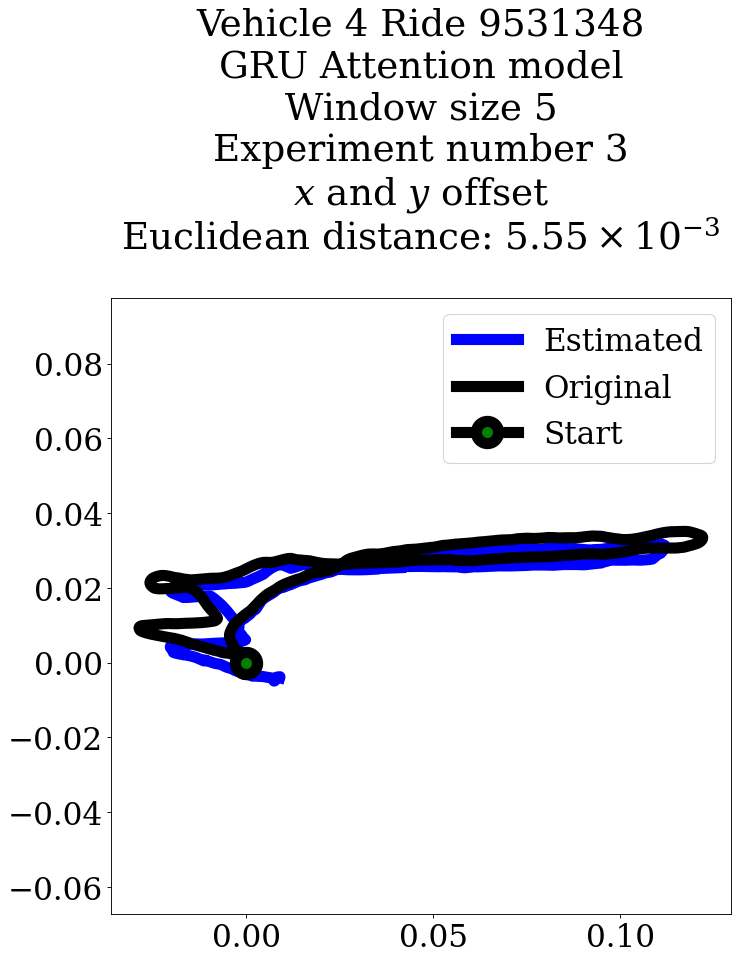 Vehicle 4 Ride 9531348
GRU Attention model
Window size 5
Experiment number 3
x and y offset
Euclidean distance: 5.55 × 10⁻³
Estimated
Original
Start
0.08
0.06
0.04
0.02
0.00
−0.02
−0.04
−0.06
0.00 0.05 0.10